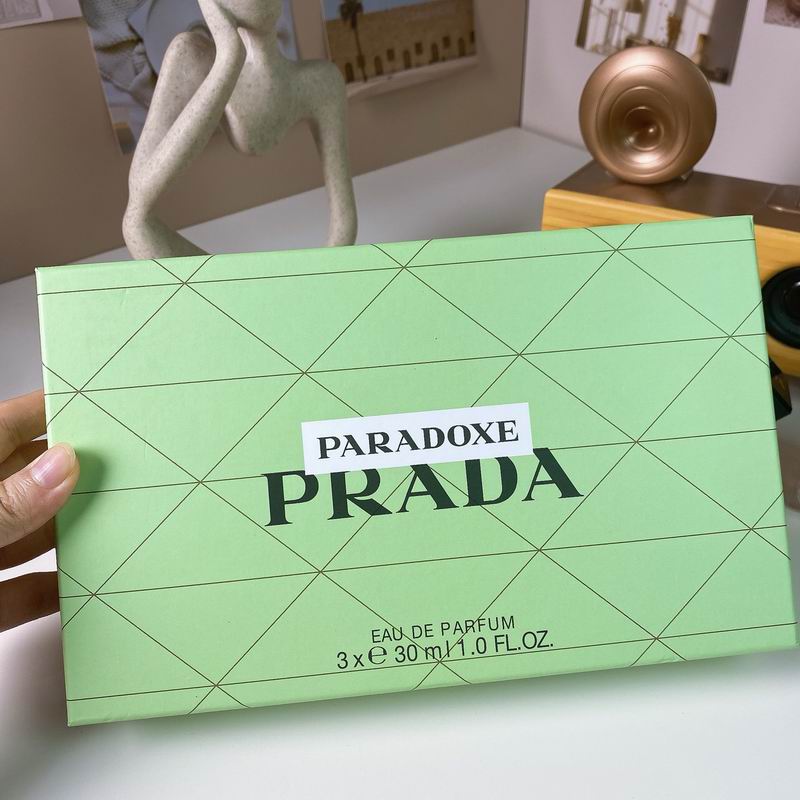 PARADOXE
PRADA
EAU DE PARFUM
3 x ℮ 30 ml 1.0 FL.OZ.